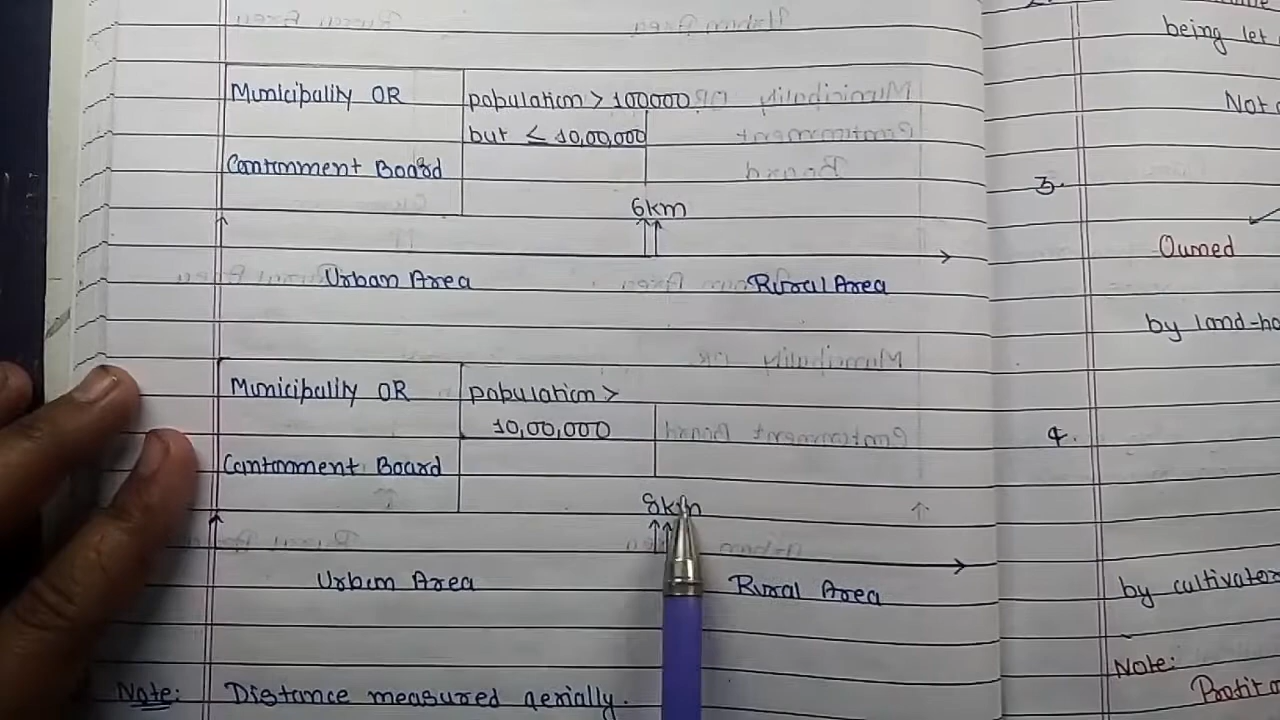 Municipality OR
population > 100000
but ≤ 10,00,000
Cantonment Board
6km
Urban Area
Rural Area
Municipality OR
population >
10,00,000
Cantonment Board
8km
Urban Area
Rural Area
Note: Distance measured aerially.
being let
Not
3.
Owned
by land-ho
4.
by cultivator
Note:
Profit o